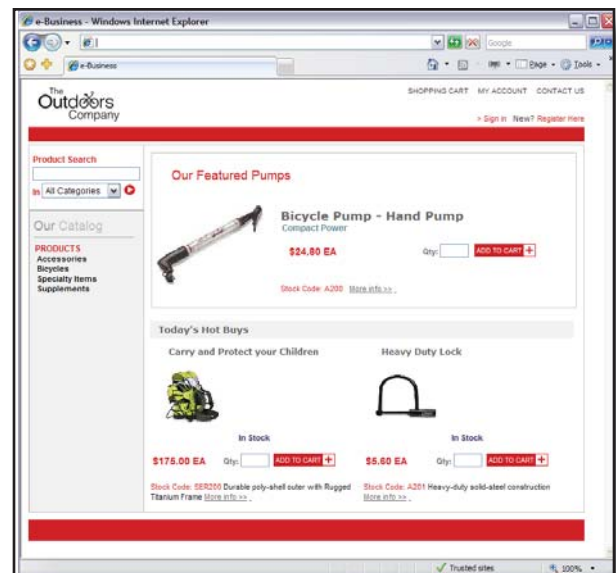 e-Business - Windows Internet Explorer
Google
e-Business
Page
Tools
The
Outdoors
Company
SHOPPING CART MY ACCOUNT CONTACT US
> Sign in New? Register Here
Product Search
In All Categories
Our Catalog
PRODUCTS
Accessories
Bicycles
Specialty Items
Supplements
Our Featured Pumps
Bicycle Pump - Hand Pump
Compact Power
$24.80 EA Qty: ADD TO CART +
Stock Code: A200 More info >> .
Today's Hot Buys
Carry and Protect your Children
In Stock
$175.00 EA Qty: ADD TO CART +
Stock Code: SER200 Durable poly-shell outer with Rugged
Titanium Frame More info >> .
Heavy Duty Lock
In Stock
$5.60 EA Qty: ADD TO CART +
Stock Code: A201 Heavy-duty solid-steel construction
More info >> .
Trusted sites
100%